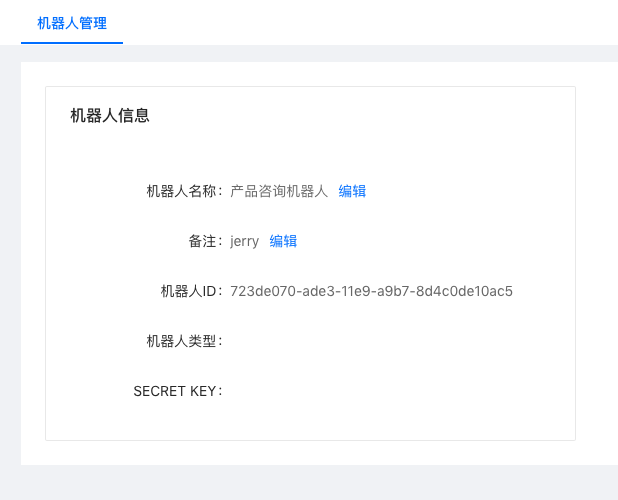 机器人管理
机器人信息
机器人名称：产品咨询机器人 编辑
备注：jerry 编辑
机器人ID：723de070-ade3-11e9-a9b7-8d4c0de10ac5
机器人类型：
SECRET KEY：